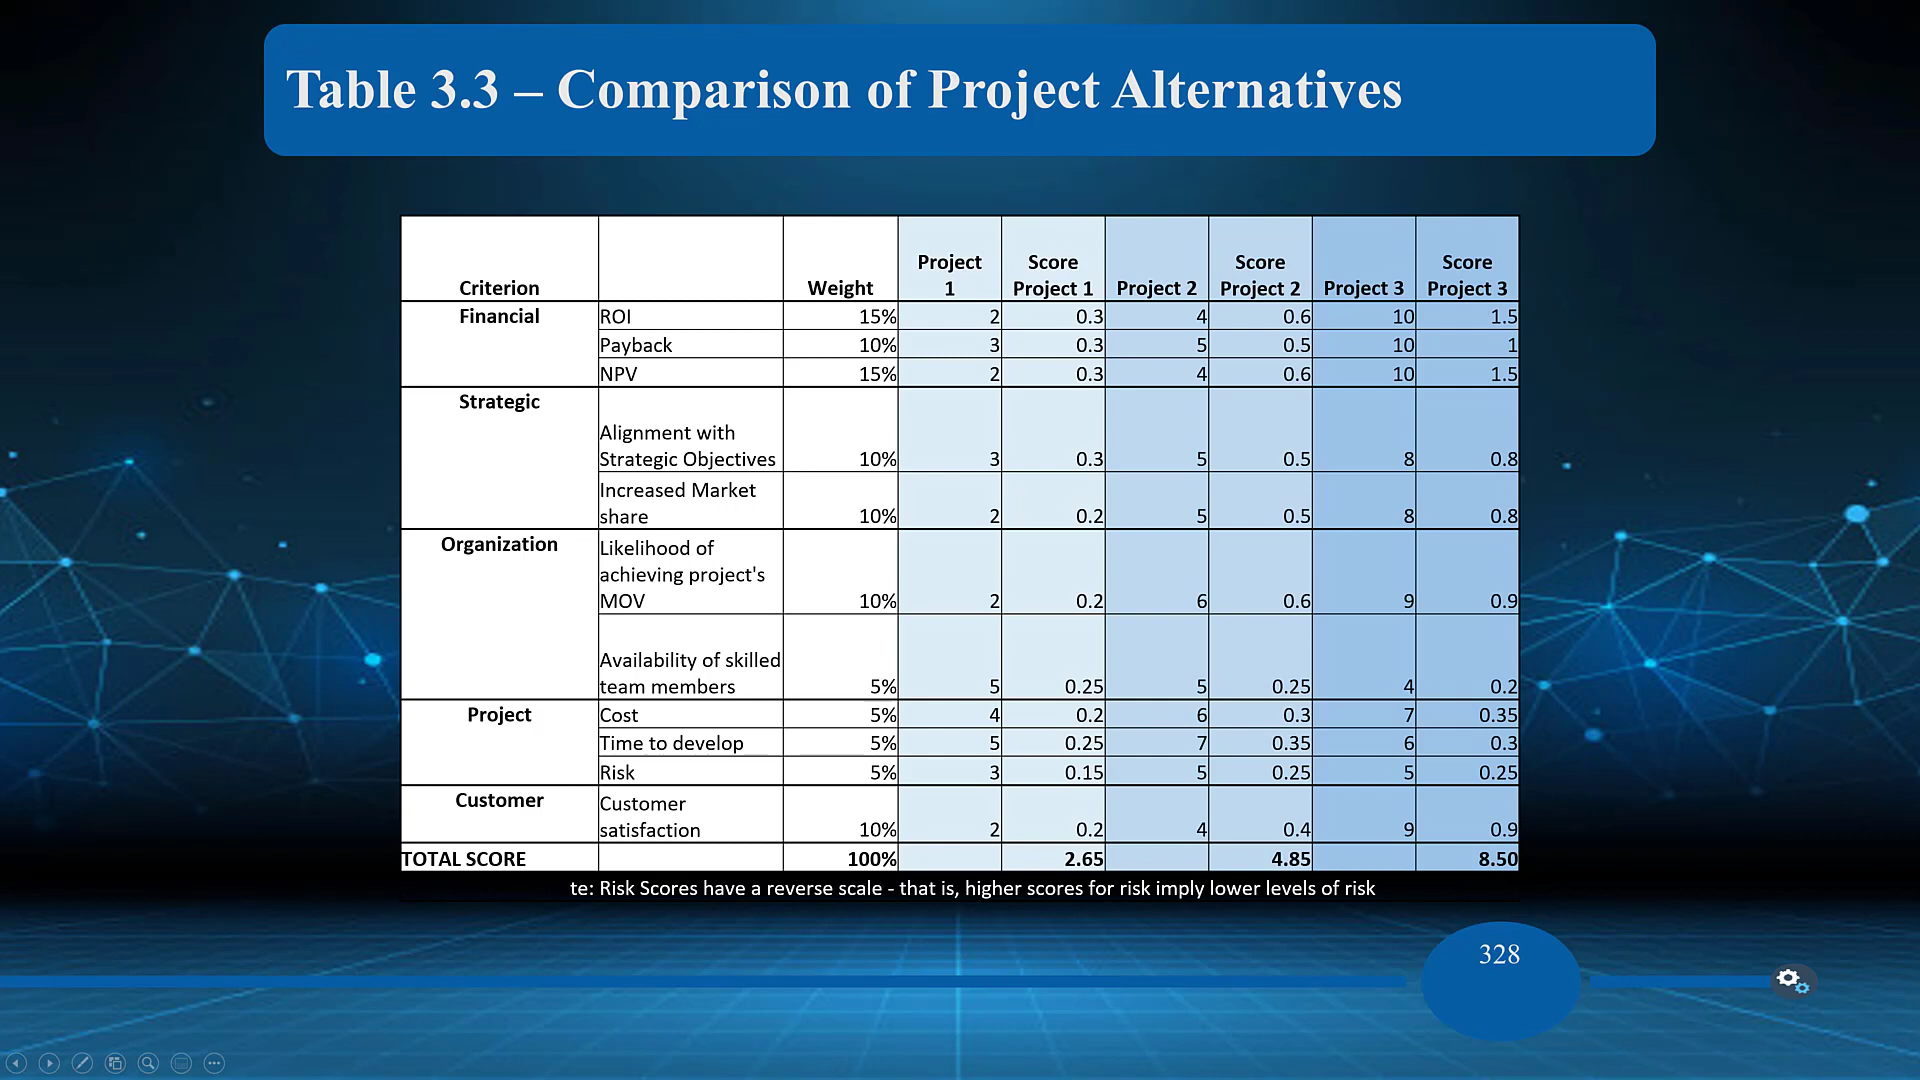 Table 3.3 – Comparison of Project Alternatives
Criterion Weight Project 1 Score Project 1 Project 2 Score Project 2 Project 3 Score Project 3
Financial ROI 15% 2 0.3 4 0.6 10 1.5
Payback 10% 3 0.3 5 0.5 10 1
NPV 15% 2 0.3 4 0.6 10 1.5
Strategic
Alignment with
Strategic Objectives 10% 3 0.3 5 0.5 8 0.8
Increased Market
share 10% 2 0.2 5 0.5 8 0.8
Organization Likelihood of
achieving project's
MOV 10% 2 0.2 6 0.6 9 0.9
Availability of skilled
team members 5% 5 0.25 5 0.25 4 0.2
Project Cost 5% 4 0.2 6 0.3 7 0.35
Time to develop 5% 5 0.25 7 0.35 6 0.3
Risk 5% 3 0.15 5 0.25 5 0.25
Customer Customer
satisfaction 10% 2 0.2 4 0.4 9 0.9
TOTAL SCORE 100% 2.65 4.85 8.50
te: Risk Scores have a reverse scale - that is, higher scores for risk imply lower levels of risk
328